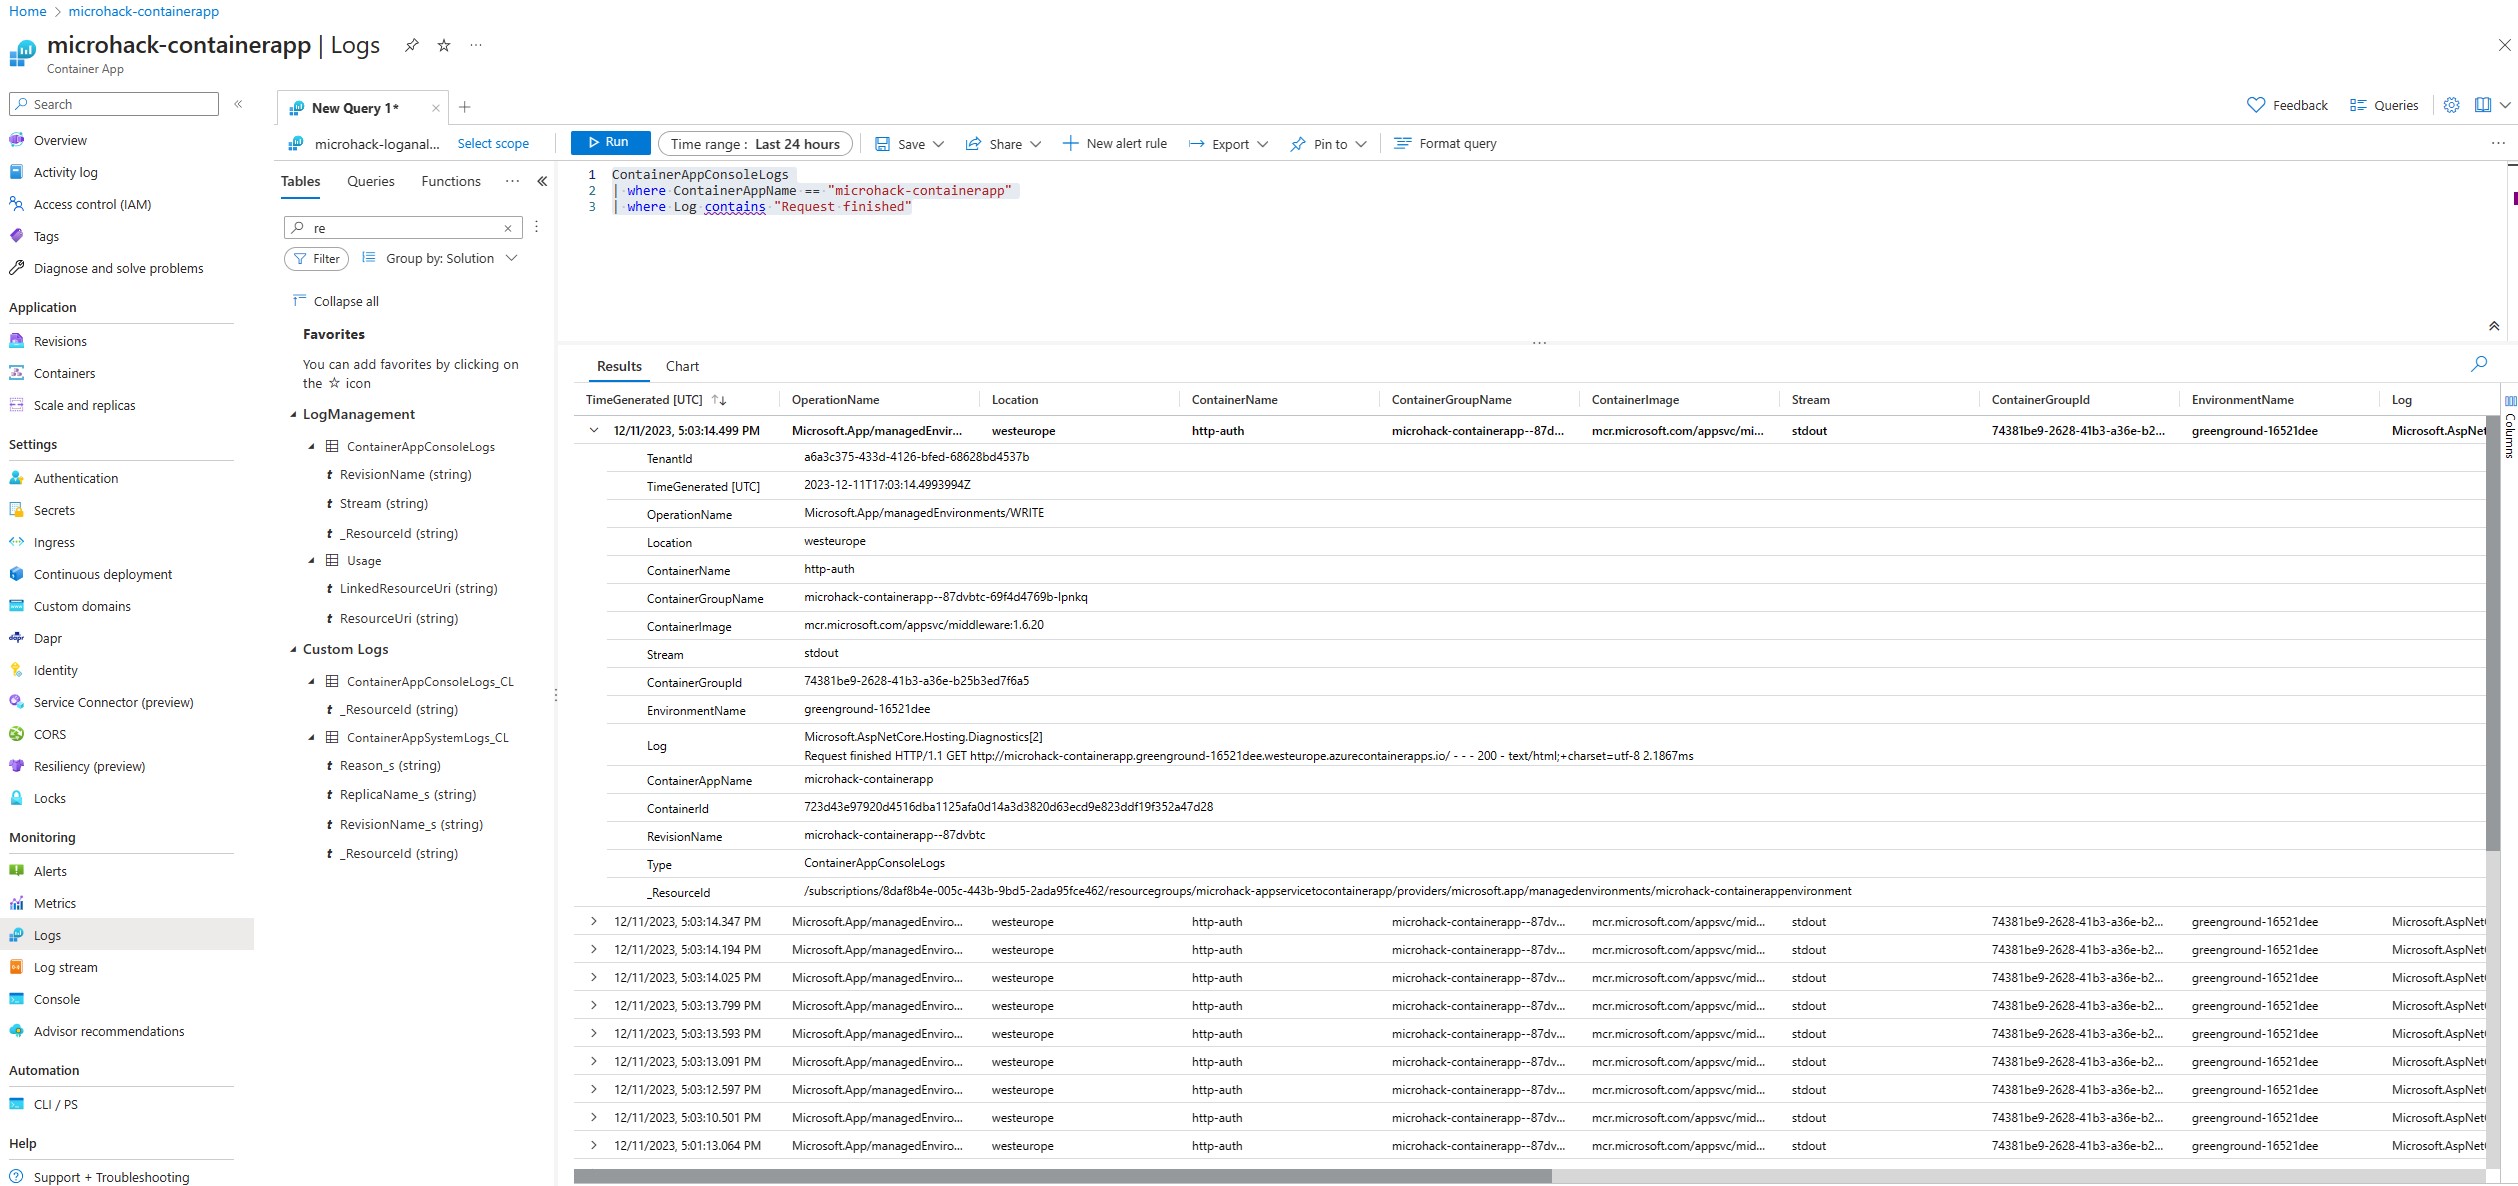 Home > microhack-containerapp
microhack-containerapp | Logs
Container App
Search
Overview
Activity log
Access control (IAM)
Tags
Diagnose and solve problems
Application
Revisions
Containers
Scale and replicas
Settings
Authentication
Secrets
Ingress
Continuous deployment
Custom domains
Dapr
Identity
Service Connector (preview)
CORS
Resiliency (preview)
Locks
Monitoring
Alerts
Metrics
Logs
Log stream
Console
Advisor recommendations
Automation
CLI / PS
Help
Support + Troubleshooting
New Query 1*
Feedback Queries
microhack-loganal... Select scope Run Time range : Last 24 hours Save Share New alert rule Export Pin to Format query
Tables Queries Functions
re
Filter Group by: Solution
Collapse all
Favorites
You can add favorites by clicking on
the ☆ icon
LogManagement
ContainerAppConsoleLogs
t RevisionName (string)
t Stream (string)
t _ResourceId (string)
Usage
t LinkedResourceUri (string)
t ResourceUri (string)
Custom Logs
ContainerAppConsoleLogs_CL
t _ResourceId (string)
ContainerAppSystemLogs_CL
t Reason_s (string)
t ReplicaName_s (string)
t RevisionName_s (string)
t _ResourceId (string)
1 ContainerAppConsoleLogs
2 | where ContainerAppName == "microhack-containerapp"
3 | where Log contains "Request finished"
Results Chart
TimeGenerated [UTC] OperationName Location ContainerName ContainerGroupName ContainerImage Stream ContainerGroupId EnvironmentName Log
12/11/2023, 5:03:14.499 PM Microsoft.App/managedEnvir... westeurope http-auth microhack-containerapp--87d... mcr.microsoft.com/appsvc/mi... stdout 74381be9-2628-41b3-a36e-b2... greenground-16521dee Microsoft.AspNet
TenantId a6a3c375-433d-4126-bfed-68628bd4537b
TimeGenerated [UTC] 2023-12-11T17:03:14.4993994Z
OperationName Microsoft.App/managedEnvironments/WRITE
Location westeurope
ContainerName http-auth
ContainerGroupName microhack-containerapp--87dvbtc-69f4d4769b-lpnkq
ContainerImage mcr.microsoft.com/appsvc/middleware:1.6.20
Stream stdout
ContainerGroupId 74381be9-2628-41b3-a36e-b25b3ed7f6a5
EnvironmentName greenground-16521dee
Log Microsoft.AspNetCore.Hosting.Diagnostics[2]
Request finished HTTP/1.1 GET http://microhack-containerapp.greenground-16521dee.westeurope.azurecontainerapps.io/ - - - 200 - text/html;+charset=utf-8 2.1867ms
ContainerAppName microhack-containerapp
ContainerId 723d43e97920d4516dba1125afa0d14a3d3820d63ecd9e823ddf19f352a47d28
RevisionName microhack-containerapp--87dvbtc
Type ContainerAppConsoleLogs
_ResourceId /subscriptions/8daf8b4e-005c-443b-9bd5-2ada95fce462/resourcegroups/microhack-appservicetocontainerapp/providers/microsoft.app/managedenvironments/microhack-containerappenvironment
12/11/2023, 5:03:14.347 PM Microsoft.App/managedEnviro... westeurope http-auth microhack-containerapp--87dv... mcr.microsoft.com/appsvc/mid... stdout 74381be9-2628-41b3-a36e-b2... greenground-16521dee Microsoft.AspNet
12/11/2023, 5:03:14.194 PM Microsoft.App/managedEnviro... westeurope http-auth microhack-containerapp--87dv... mcr.microsoft.com/appsvc/mid... stdout 74381be9-2628-41b3-a36e-b2... greenground-16521dee Microsoft.AspNet
12/11/2023, 5:03:14.025 PM Microsoft.App/managedEnviro... westeurope http-auth microhack-containerapp--87dv... mcr.microsoft.com/appsvc/mid... stdout 74381be9-2628-41b3-a36e-b2... greenground-16521dee Microsoft.AspNet
12/11/2023, 5:03:13.799 PM Microsoft.App/managedEnviro... westeurope http-auth microhack-containerapp--87dv... mcr.microsoft.com/appsvc/mid... stdout 74381be9-2628-41b3-a36e-b2... greenground-16521dee Microsoft.AspNet
12/11/2023, 5:03:13.593 PM Microsoft.App/managedEnviro... westeurope http-auth microhack-containerapp--87dv... mcr.microsoft.com/appsvc/mid... stdout 74381be9-2628-41b3-a36e-b2... greenground-16521dee Microsoft.AspNet
12/11/2023, 5:03:13.091 PM Microsoft.App/managedEnviro... westeurope http-auth microhack-containerapp--87dv... mcr.microsoft.com/appsvc/mid... stdout 74381be9-2628-41b3-a36e-b2... greenground-16521dee Microsoft.AspNet
12/11/2023, 5:03:12.597 PM Microsoft.App/managedEnviro... westeurope http-auth microhack-containerapp--87dv... mcr.microsoft.com/appsvc/mid... stdout 74381be9-2628-41b3-a36e-b2... greenground-16521dee Microsoft.AspNet
12/11/2023, 5:03:10.501 PM Microsoft.App/managedEnviro... westeurope http-auth microhack-containerapp--87dv... mcr.microsoft.com/appsvc/mid... stdout 74381be9-2628-41b3-a36e-b2... greenground-16521dee Microsoft.AspNet
12/11/2023, 5:01:13.064 PM Microsoft.App/managedEnviro... westeurope http-auth microhack-containerapp--87dv... mcr.microsoft.com/appsvc/mid... stdout 74381be9-2628-41b3-a36e-b2... greenground-16521dee Microsoft.AspNet
Columns